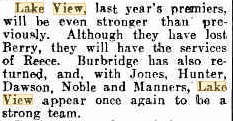 Lake View, last year's premiers,
will be even stronger than pre-
viously. Although they have lost
Berry, they will have the services
of Reece. Burbridge has also re-
turned, and, with Jones, Hunter,
Dawson, Noble and Manners, Lake
View appear once again to be a
strong team.